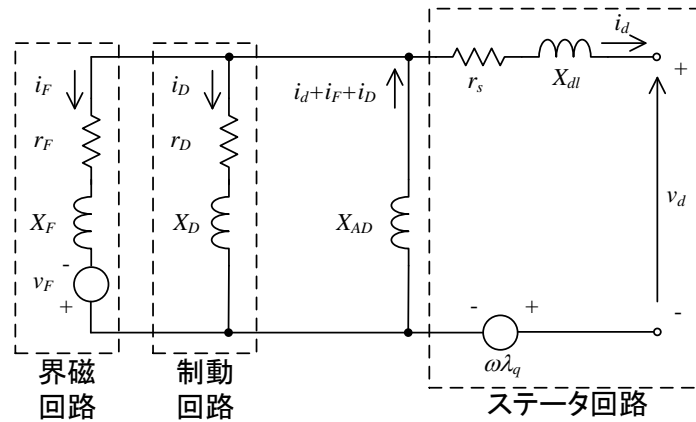 i_d
i_F
i_D
i_d+i_F+i_D
r_s
X_dl
+
r_F
r_D
X_F
X_D
X_AD
v_d
-
v_F
+
-
+
-
ωλ_q
界磁
回路
制動
回路
ステータ回路